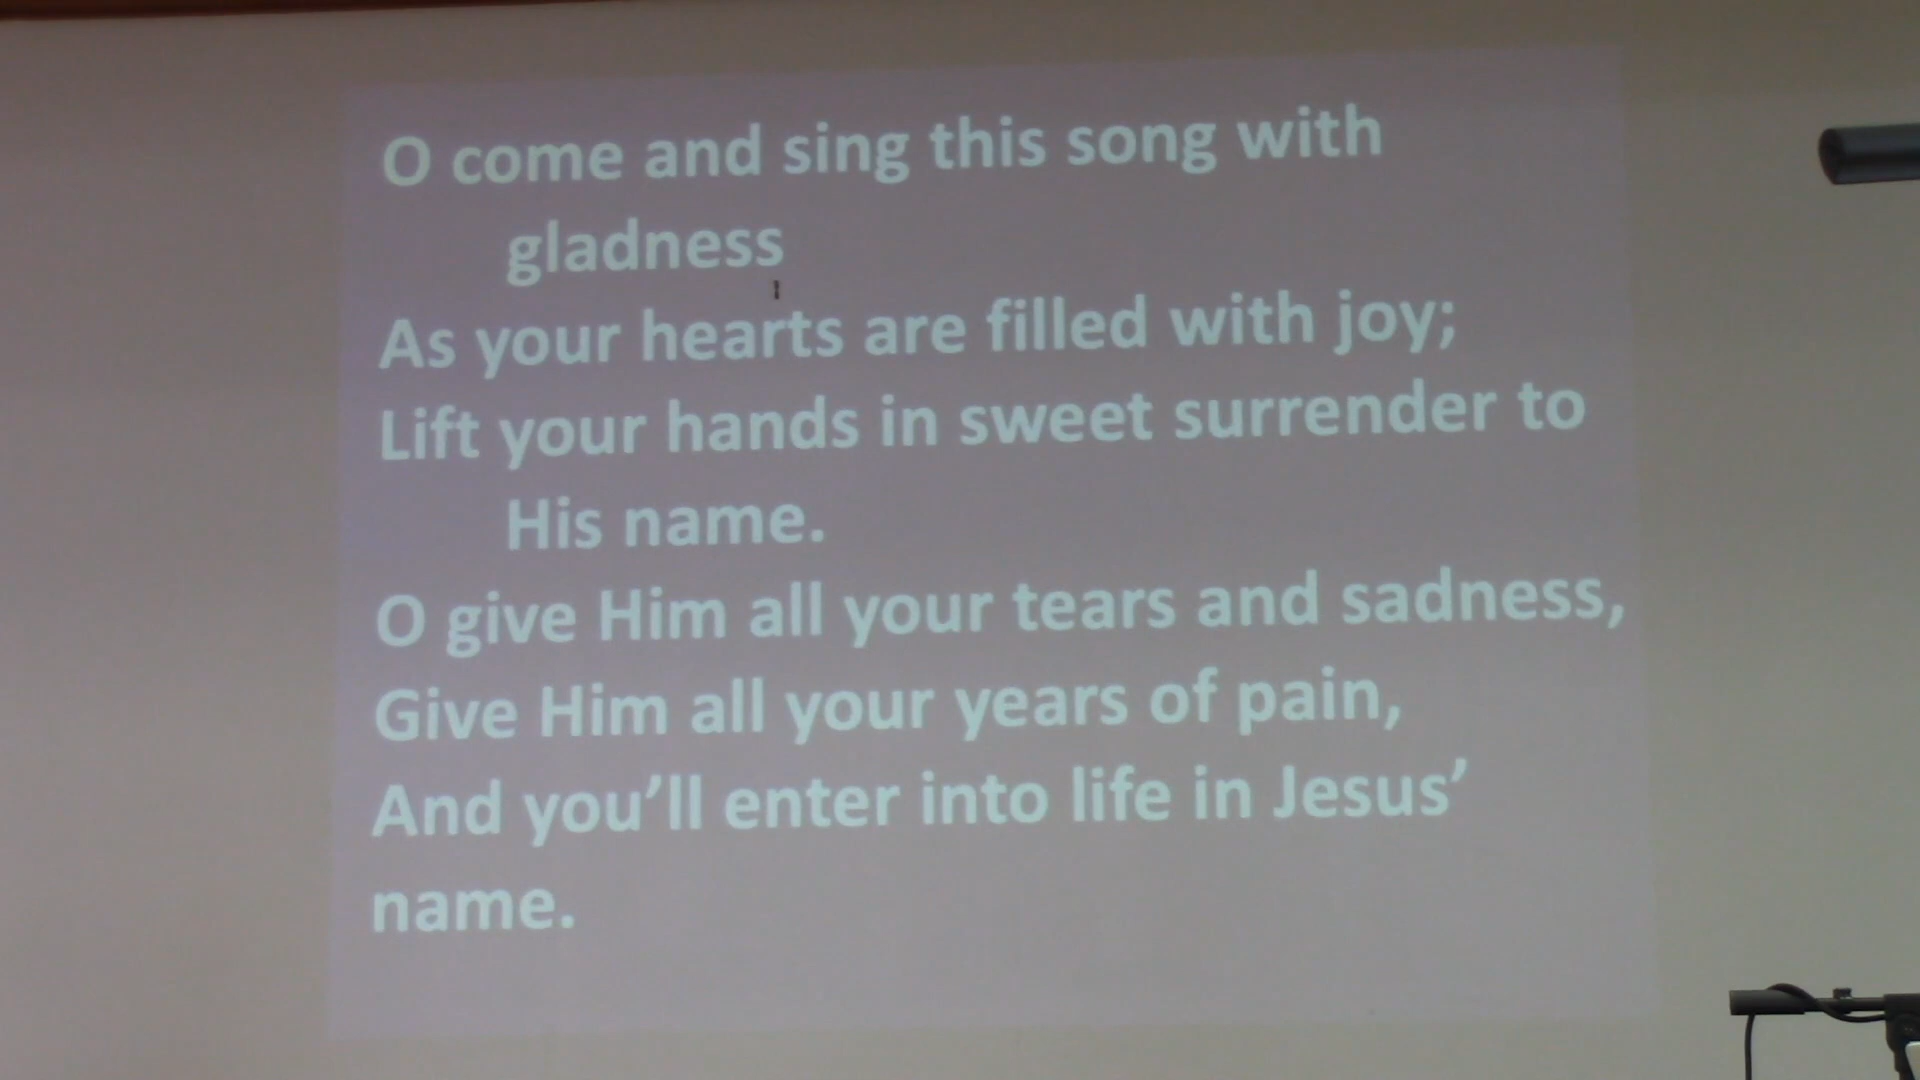 O come and sing this song with
gladness
As your hearts are filled with joy;
Lift your hands in sweet surrender to
His name.
O give Him all your tears and sadness,
Give Him all your years of pain,
And you’ll enter into life in Jesus’
name.